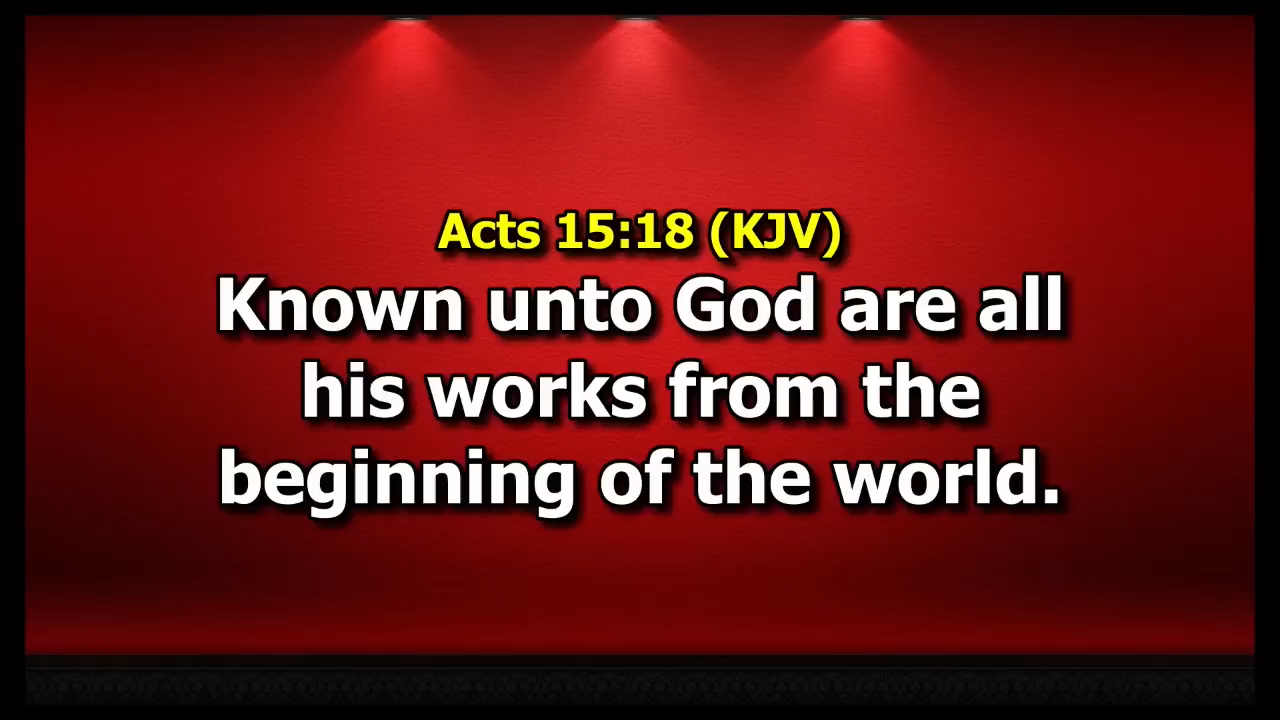 Acts 15:18 (KJV)
Known unto God are all
his works from the
beginning of the world.